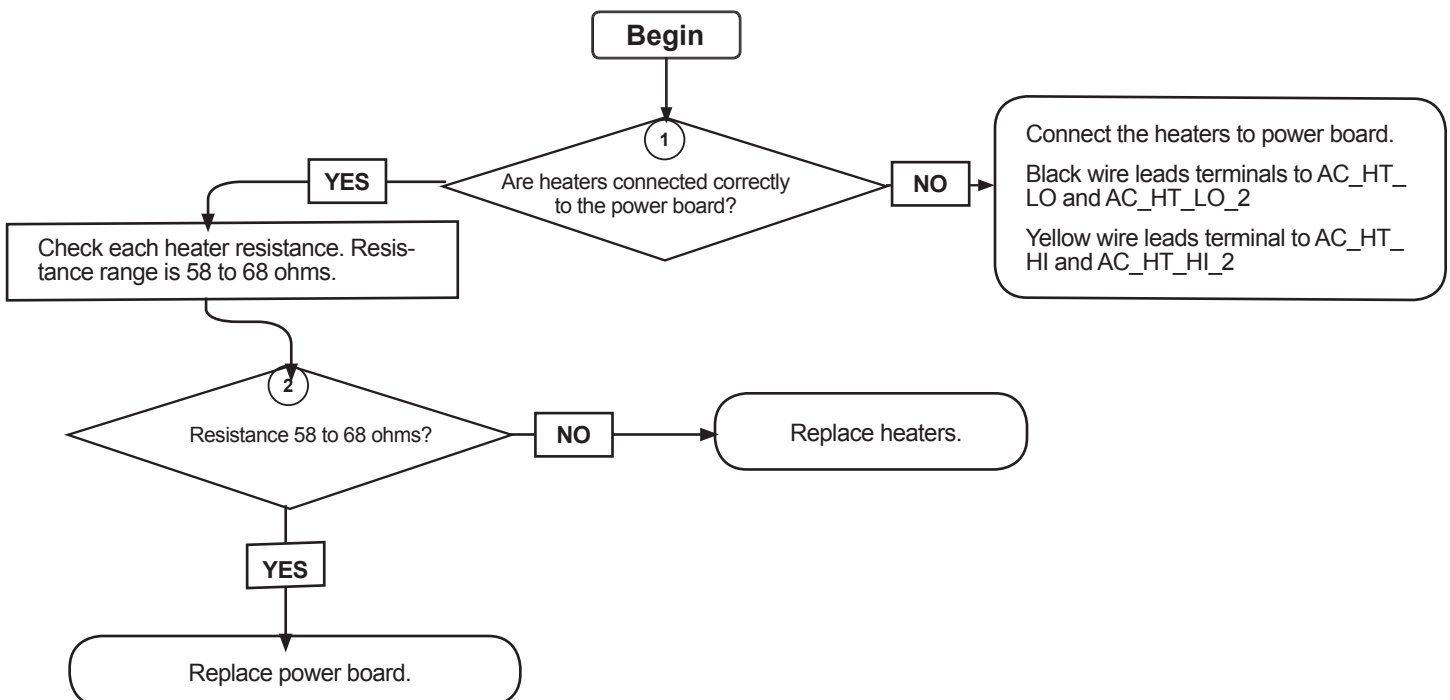 Begin
1
Are heaters connected correctly
to the power board?
YES
NO
Connect the heaters to power board.
Black wire leads terminals to AC_HT_
LO and AC_HT_LO_2
Yellow wire leads terminal to AC_HT_
HI and AC_HT_HI_2
Check each heater resistance. Resis-
tance range is 58 to 68 ohms.
2
Resistance 58 to 68 ohms?
NO
Replace heaters.
YES
Replace power board.